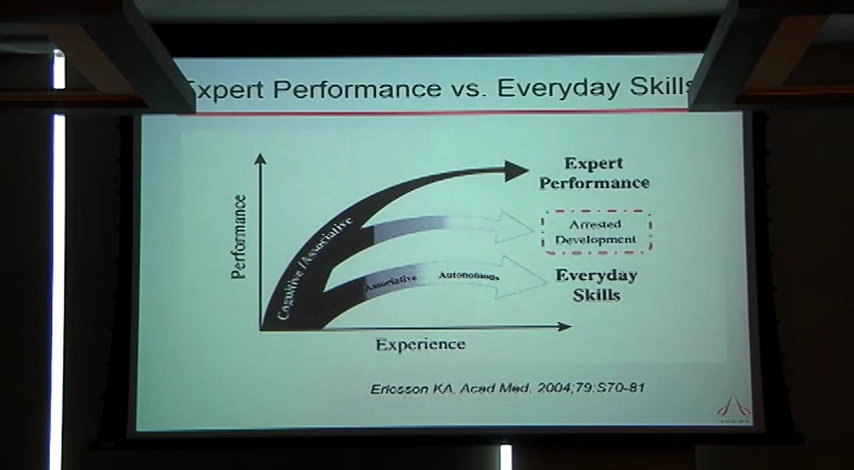 Expert Performance vs. Everyday Skills
Expert
Performance
Arrested
Development
Everyday
Skills
Performance
Cognitive/Associative
Associative
Autonomous
Experience
Ericsson KA, Acad Med. 2004;79:S70-81